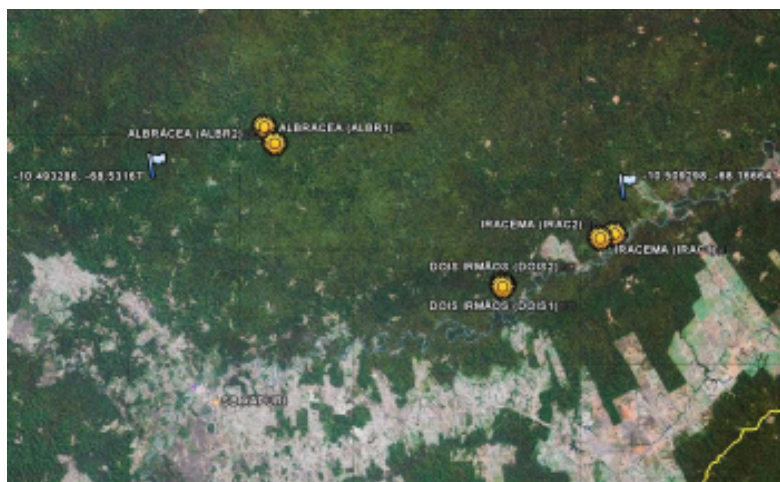 ALBRÁCEA (ALBR1)
ALBRÁCEA (ALBR2)
-10.493286, -68.53167
-10.509298, -68.166641
IRACEMA (IRAC2)
IRACEMA (IRAC1)
DOIS IRMÃOS (DOIS2)
DOIS IRMÃOS (DOIS1)